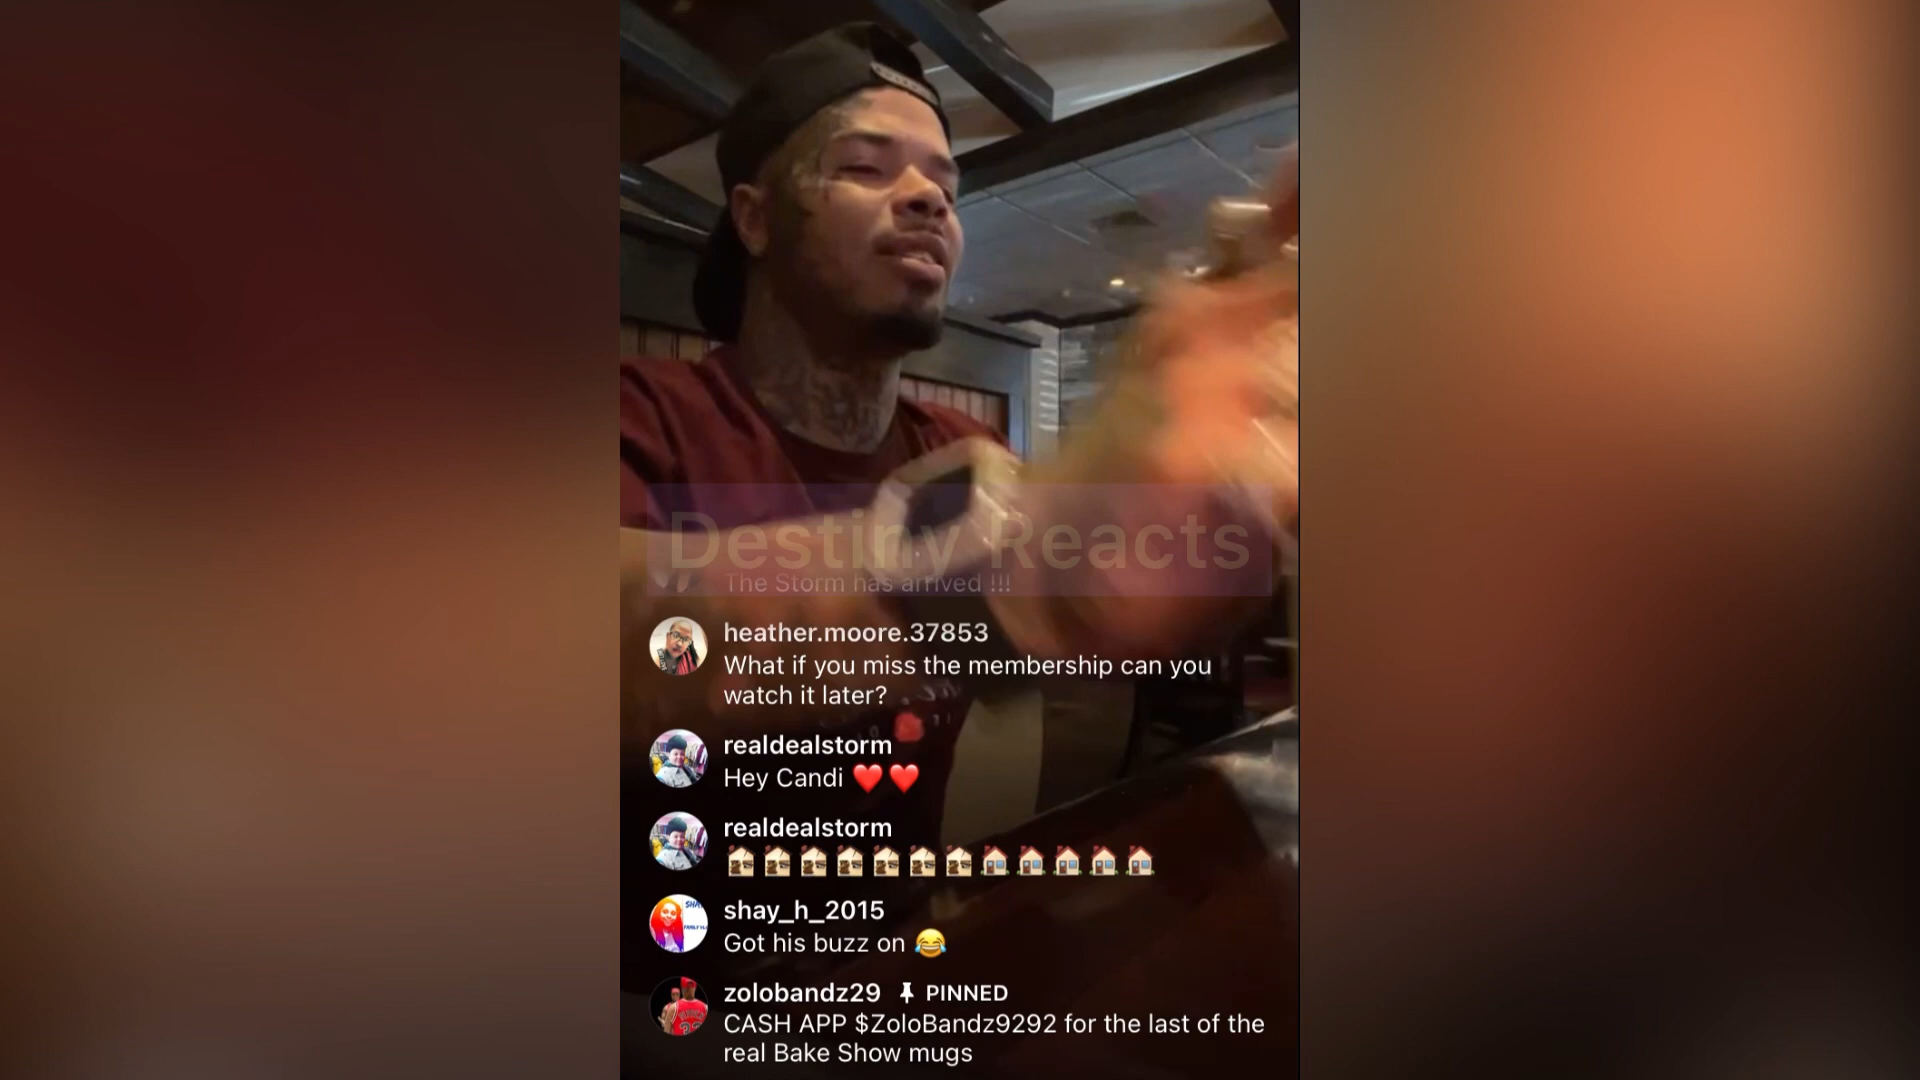 Destiny Reacts
The Storm has arrived !!!
heather.moore.37853
What if you miss the membership can you
watch it later?
realdealstorm
Hey Candi ❤️❤️
realdealstorm
🏚🏚🏚🏚🏚🏚🏚🏠🏠🏠🏠🏠
shay_h_2015
Got his buzz on 😂
zolobandz29 📌 PINNED
CASH APP $ZoloBandz9292 for the last of the
real Bake Show mugs